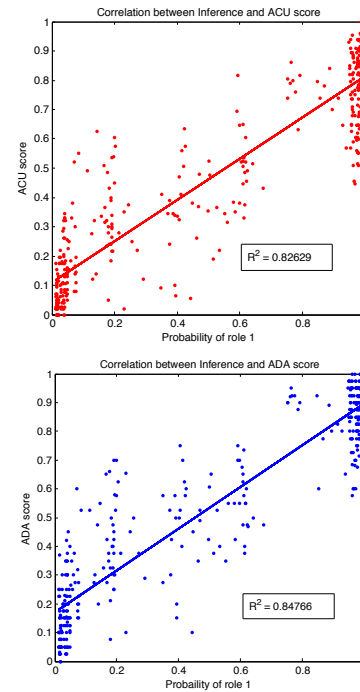 Correlation between Inference and ACU score
1
0.9
0.8
0.7
0.6
0.5
0.4
0.3
0.2
0.1
0
ACU score
R² = 0.82629
0 0.2 0.4 0.6 0.8
Probability of role 1
Correlation between Inference and ADA score
1
0.9
0.8
0.7
0.6
0.5
0.4
0.3
0.2
0.1
0
ADA score
R² = 0.84766
0 0.2 0.4 0.6 0.8
Probaility of role 1